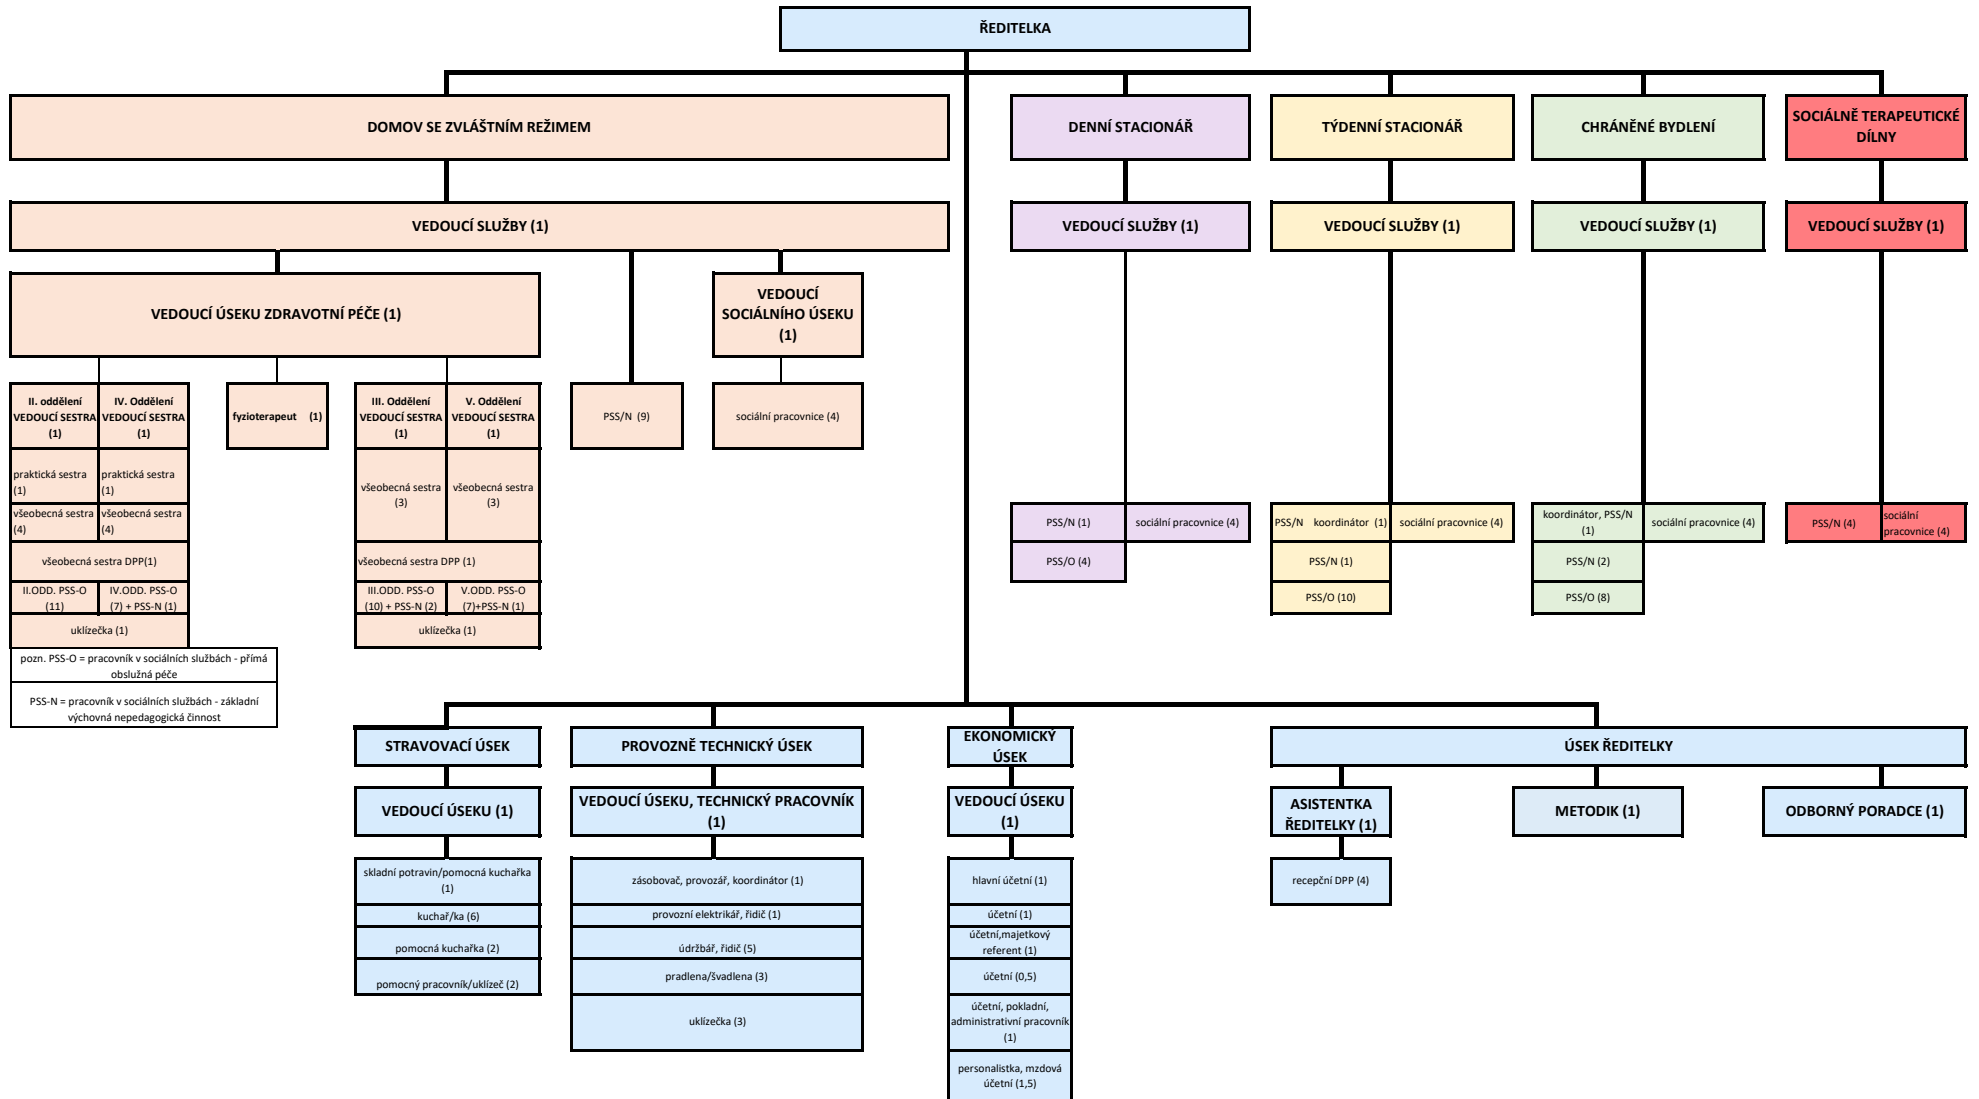 ŘEDITELKA
DOMOV SE ZVLÁŠTNÍM REŽIMEM
DENNÍ STACIONÁŘ
TÝDENNÍ STACIONÁŘ
CHRÁNĚNÉ BYDLENÍ
SOCIÁLNĚ TERAPEUTICKÉ
DÍLNY
VEDOUCÍ SLUŽBY (1)
VEDOUCÍ SLUŽBY (1)
VEDOUCÍ SLUŽBY (1)
VEDOUCÍ SLUŽBY (1)
VEDOUCÍ SLUŽBY (1)
VEDOUCÍ ÚSEKU ZDRAVOTNÍ PÉČE (1)
VEDOUCÍ
SOCIÁLNÍHO ÚSEKU
(1)
II. oddělení
VEDOUCÍ SESTRA
(1)
IV. Oddělení
VEDOUCÍ SESTRA
(1)
fyzioterapeut (1)
III. Oddělení
VEDOUCÍ SESTRA
(1)
V. Oddělení
VEDOUCÍ SESTRA
(1)
PSS/N (9)
sociální pracovnice (4)
praktická sestra
(1)
praktická sestra
(1)
všeobecná sestra
(3)
všeobecná sestra
(3)
všeobecná sestra
(4)
všeobecná sestra
(4)
PSS/N (1)
sociální pracovnice (4)
PSS/N koordinátor (1)
sociální pracovnice (4)
koordinátor, PSS/N
(1)
sociální pracovnice (4)
PSS/N (4)
sociální
pracovnice (4)
všeobecná sestra DPP(1)
všeobecná sestra DPP (1)
PSS/O (4)
PSS/N (1)
PSS/N (2)
II.ODD. PSS-O
(11)
IV.ODD. PSS-O
(7) + PSS-N (1)
III.ODD. PSS-O
(10) + PSS-N (2)
V.ODD. PSS-O
(7)+PSS-N (1)
PSS/O (10)
PSS/O (8)
uklízečka (1)
uklízečka (1)
pozn. PSS-O = pracovník v sociálních službách - přímá
obslužná péče
PSS-N = pracovník v sociálních službách - základní
výchovná nepedagogická činnost
STRAVOVACÍ ÚSEK
PROVOZNĚ TECHNICKÝ ÚSEK
EKONOMICKÝ
ÚSEK
ÚSEK ŘEDITELKY
VEDOUCÍ ÚSEKU (1)
VEDOUCÍ ÚSEKU, TECHNICKÝ PRACOVNÍK
(1)
VEDOUCÍ ÚSEKU
(1)
ASISTENTKA
ŘEDITELKY (1)
METODIK (1)
ODBORNÝ PORADCE (1)
skladní potravin/pomocná kuchařka
(1)
zásobovač, provozář, koordinátor (1)
hlavní účetní (1)
recepční DPP (4)
kuchař/ka (6)
provozní elektrikář, řidič (1)
účetní (1)
pomocná kuchařka (2)
údržbář, řidič (5)
účetní,majetkový
referent (1)
pomocný pracovník/uklízeč (2)
pradlena/švadlena (3)
účetní (0,5)
uklízečka (3)
účetní, pokladní,
administrativní pracovník
(1)
personalistka, mzdová
účetní (1,5)